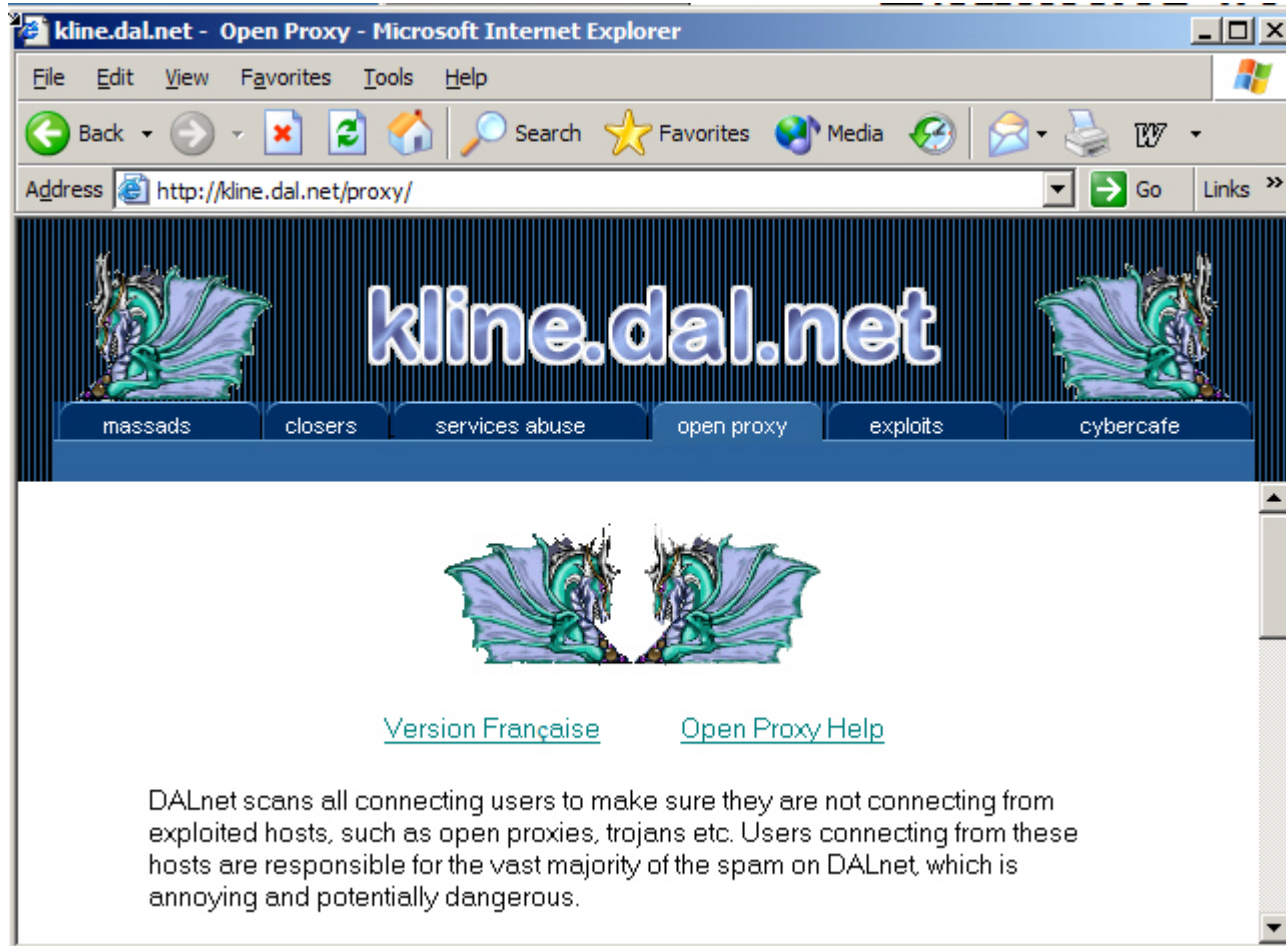 kline.dal.net - Open Proxy - Microsoft Internet Explorer
File Edit View Favorites Tools Help
Back Search Favorites Media
Address http://kline.dal.net/proxy/ Go Links »
kline.dal.net
massads closers services abuse open proxy exploits cybercafe
Version Française Open Proxy Help
DALnet scans all connecting users to make sure they are not connecting from
exploited hosts, such as open proxies, trojans etc. Users connecting from these
hosts are responsible for the vast majority of the spam on DALnet, which is
annoying and potentially dangerous.